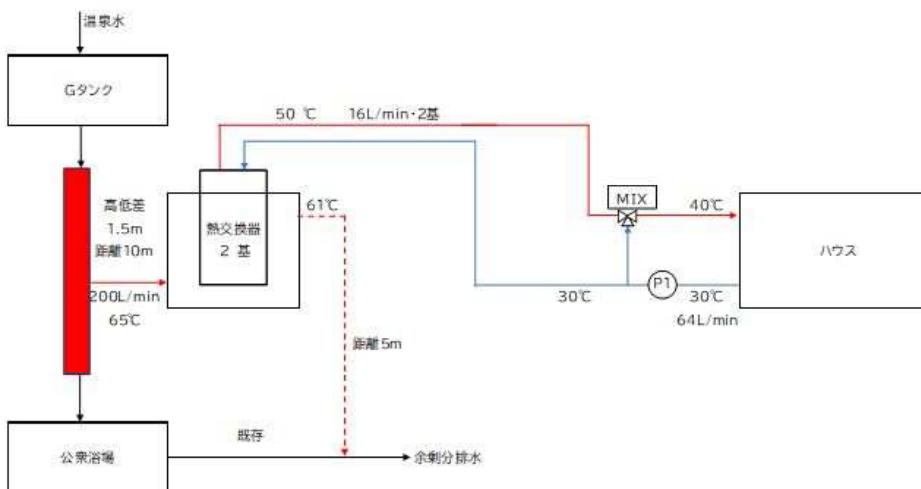 温泉水
Gタンク
50 ℃ 16L/min･2基
高低差
1.5m
距離10m
熱交換器
2 基
61℃
MIX
40℃
ハウス
200L/min
65℃
30℃
P1
30℃
64L/min
距離5m
公衆浴場
既存
余剰分排水